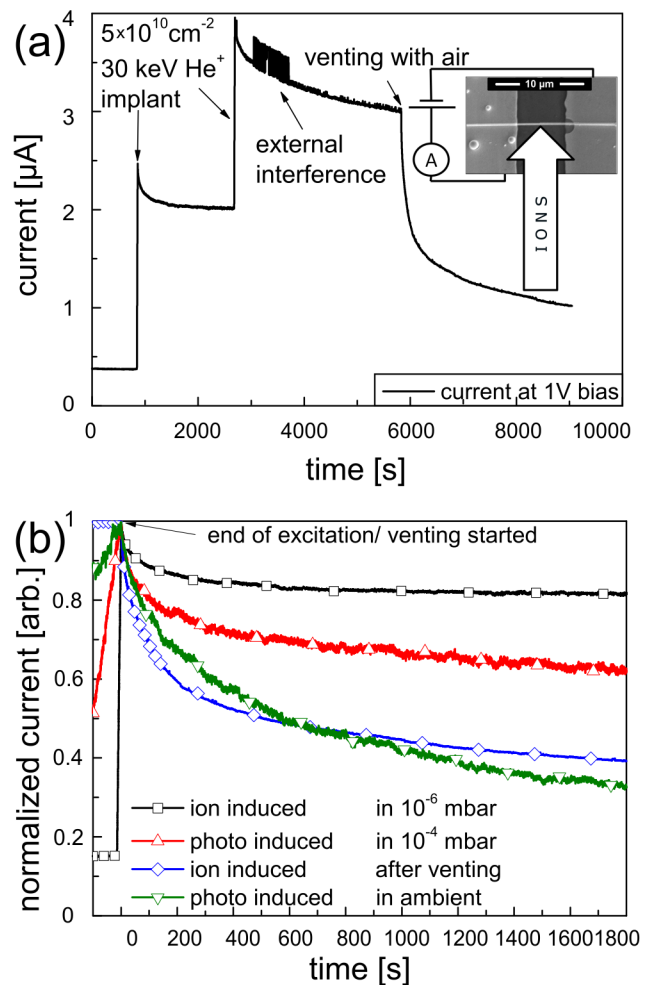 (a)
5×10¹⁰cm⁻²
30 keV He⁺
implant
venting with air
10 µm
A
IONS
external
interference
current [µA]
4
3
2
1
0
current at 1V bias
0 2000 4000 6000 8000 10000
time [s]
(b)
end of excitation/ venting started
normalized current [arb.]
1
0.8
0.6
0.4
0.2
0
ion induced in 10⁻⁶ mbar
photo induced in 10⁻⁴ mbar
ion induced after venting
photo induced in ambient
0 200 400 600 800 1000 1200 1400 1600 1800
time [s]